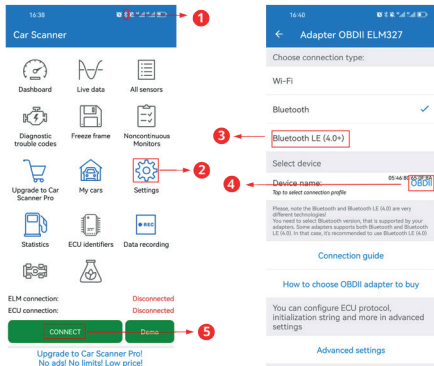 16:38
1
Car Scanner
Dashboard
Live data
All sensors
Diagnostic
trouble codes
Freeze frame
Noncontinuous
Monitors
2
Upgrade to Car
Scanner Pro
My cars
Settings
REC
Statistics
ECU identifiers
Data recording
ELM connection:
Disconnected
ECU connection:
Disconnected
CONNECT
Demo
5
Upgrade to Car Scanner Pro!
No ads! No limits! Low price!
16:40
Adapter OBDII ELM327
Choose connection type:
Wi-Fi
Bluetooth
3
Bluetooth LE (4.0+)
Select device
4
Device name:
OBDII
Tap to select connection profile
Please, note the Bluetooth and Bluetooth LE (4.0) are very
different technologies!
You need to select Bluetooth version, that is supported by your
adapters. Some adapters supports both Bluetooth and Bluetooth
LE (4.0). In that case, it's recommended to use Bluetooth LE (4.0)
Connection guide
How to choose OBDII adapter to buy
You can configure ECU protocol,
initialization string and more in advanced
settings
Advanced settings